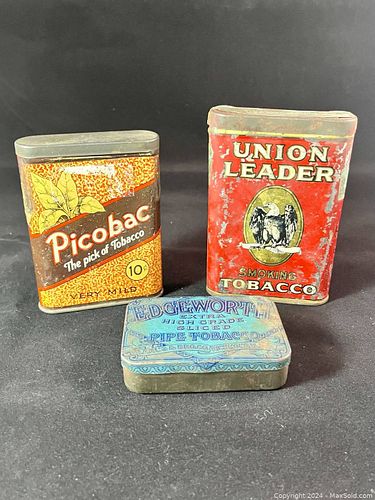 Picobac
The pick of Tobacco
10¢
VERY MILD
UNION
LEADER
SMOKING
TOBACCO
EDGEWORTH
EXTRA
HIGH GRADE
SLICED
PIPE TOBACCO
Copyright 2024 - MaxSold.com